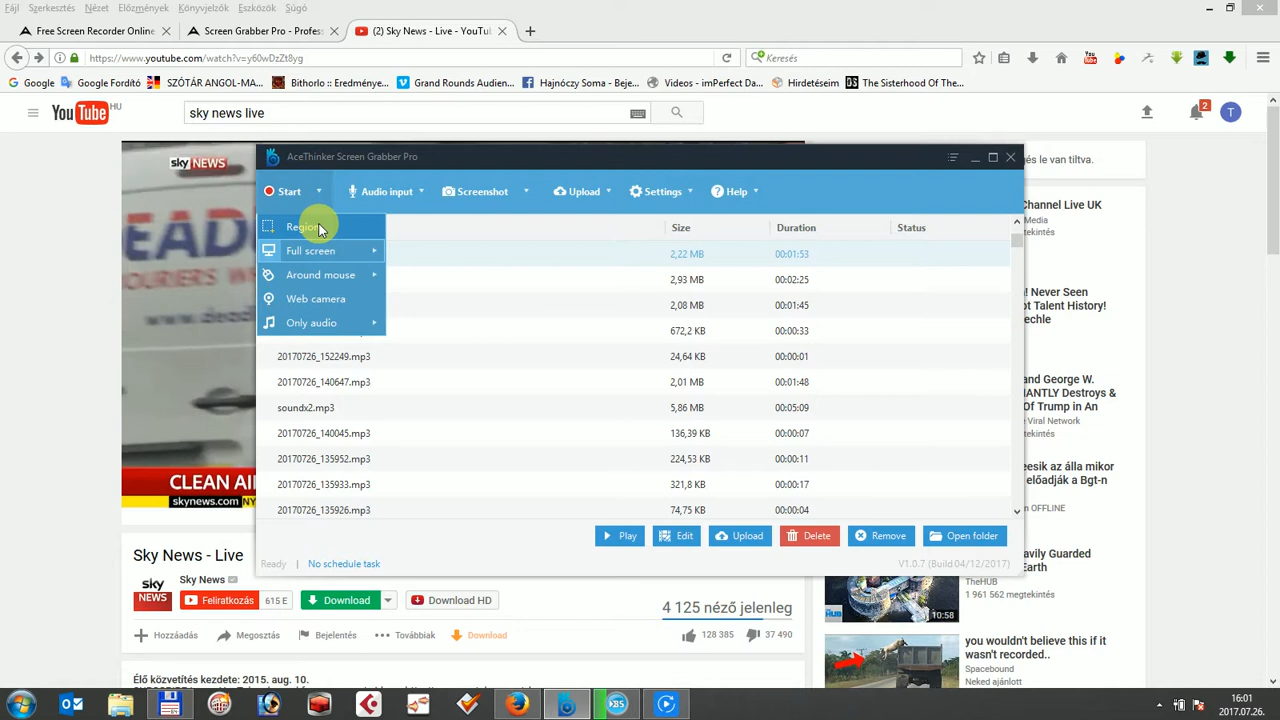 Fájl Szerkesztés Nézet Előzmények Könyvjelzők Eszközök Súgó
Free Screen Recorder Online
Screen Grabber Pro - Profess
(2) Sky News - Live - YouTu
https://www.youtube.com/watch?v=y60wDzZt8yg
Keresés
Google
Google Fordító
SZÓTÁR ANGOL-MA...
Bithorlo :: Eredménye...
Grand Rounds Audien...
Hajnóczy Soma - Beje...
Videos - imPerfect Da...
Hirdetéseim
The Sisterhood Of The...
YouTube HU
sky news live
2
T
sky NEWS
AceThinker Screen Grabber Pro
és le van tiltva.
Start
Audio input
Screenshot
Upload
Settings
Help
Channel Live UK
Media
Region
Size
Duration
Status
Full screen
2,22 MB 00:01:53
Around mouse
2,93 MB 00:02:25
Web camera
2,08 MB 00:01:45
Only audio
672,2 KB 00:00:33
20170726_152249.mp3 24,64 KB 00:00:01
20170726_140647.mp3 2,01 MB 00:01:48
soundx2.mp3 5,86 MB 00:05:09
20170726_140045.mp3 136,39 KB 00:00:07
20170726_135952.mp3 224,53 KB 00:00:11
20170726_135933.mp3 321,8 KB 00:00:17
20170726_135926.mp3 74,75 KB 00:00:04
! Never Seen
t Talent History!
echle
and George W.
MANTLY Destroys &
Of Trump in An
Viral Network
tekintés
eesik az álla mikor
előadják a Bgt-n
m OFFLINE
CLEAN AI
skynews.com NY
Play
Edit
Upload
Delete
Remove
Open folder
Ready
No schedule task
V1.0.7 (Build 04/12/2017)
Sky News - Live
sky
NEWS
Sky News
Feliratkozás 615 E
Download
Download HD
4 125 néző jelenleg
Hozzáadás
Megosztás
Bejelentés
Továbbiak
Download
128 385
37 490
Élő közvetítés kezdete: 2015. aug. 10.
eavily Guarded
Earth
TheHUB
1 961 562 megtekintés
10:58
you wouldn't believe this if it
wasn't recorded..
Spacebound
Neked ajánlott
16:01
2017.07.26.